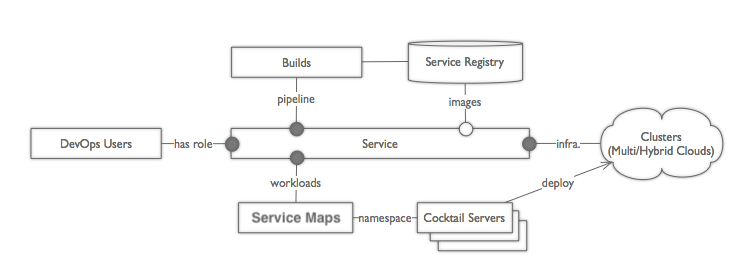 Builds
Service Registry
pipeline
images
DevOps Users
has role
Service
infra.
Clusters
(Multi/Hybrid Clouds)
workloads
deploy
Service Maps
namespace
Cocktail Servers